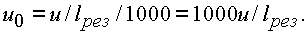 u₀ = u / l_рез / 1000 = 1000u / l_рез.